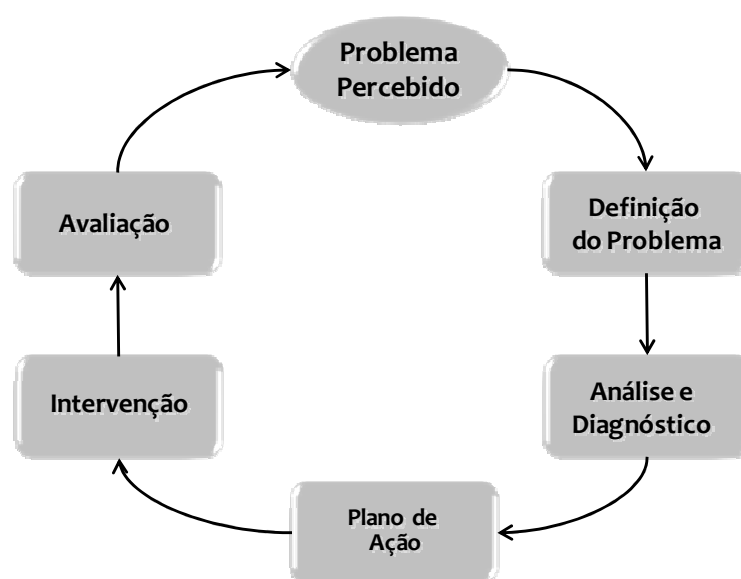 Problema
Percebido
Definição
do Problema
Análise e
Diagnóstico
Plano de
Ação
Intervenção
Avaliação